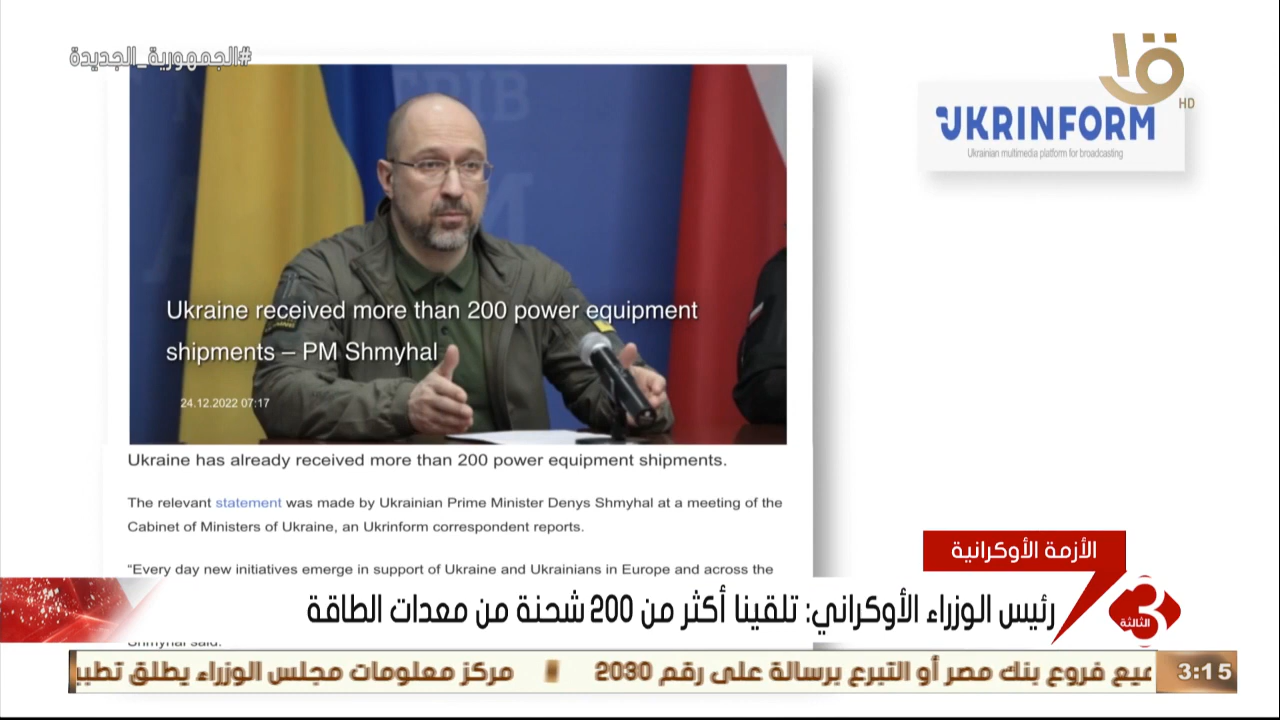 #الجمهورية_الجديدة
HD
UKRINFORM
Ukrainian multimedia platform for broadcasting
Ukraine received more than 200 power equipment
shipments – PM Shmyhal
24.12.2022 07:17
Ukraine has already received more than 200 power equipment shipments.
The relevant statement was made by Ukrainian Prime Minister Denys Shmyhal at a meeting of the
Cabinet of Ministers of Ukraine, an Ukrinform correspondent reports.
“Every day new initiatives emerge in support of Ukraine and Ukrainians in Europe and across the
الأزمة الأوكرانية
رئيس الوزراء الأوكراني: تلقينا أكثر من 200 شحنة من معدات الطاقة
3 الثالثة
Shmyhal said.
فروع بنك مصر أو التبرع برسالة على رقم 2030
مركز معلومات مجلس الوزراء يطلق
3:15